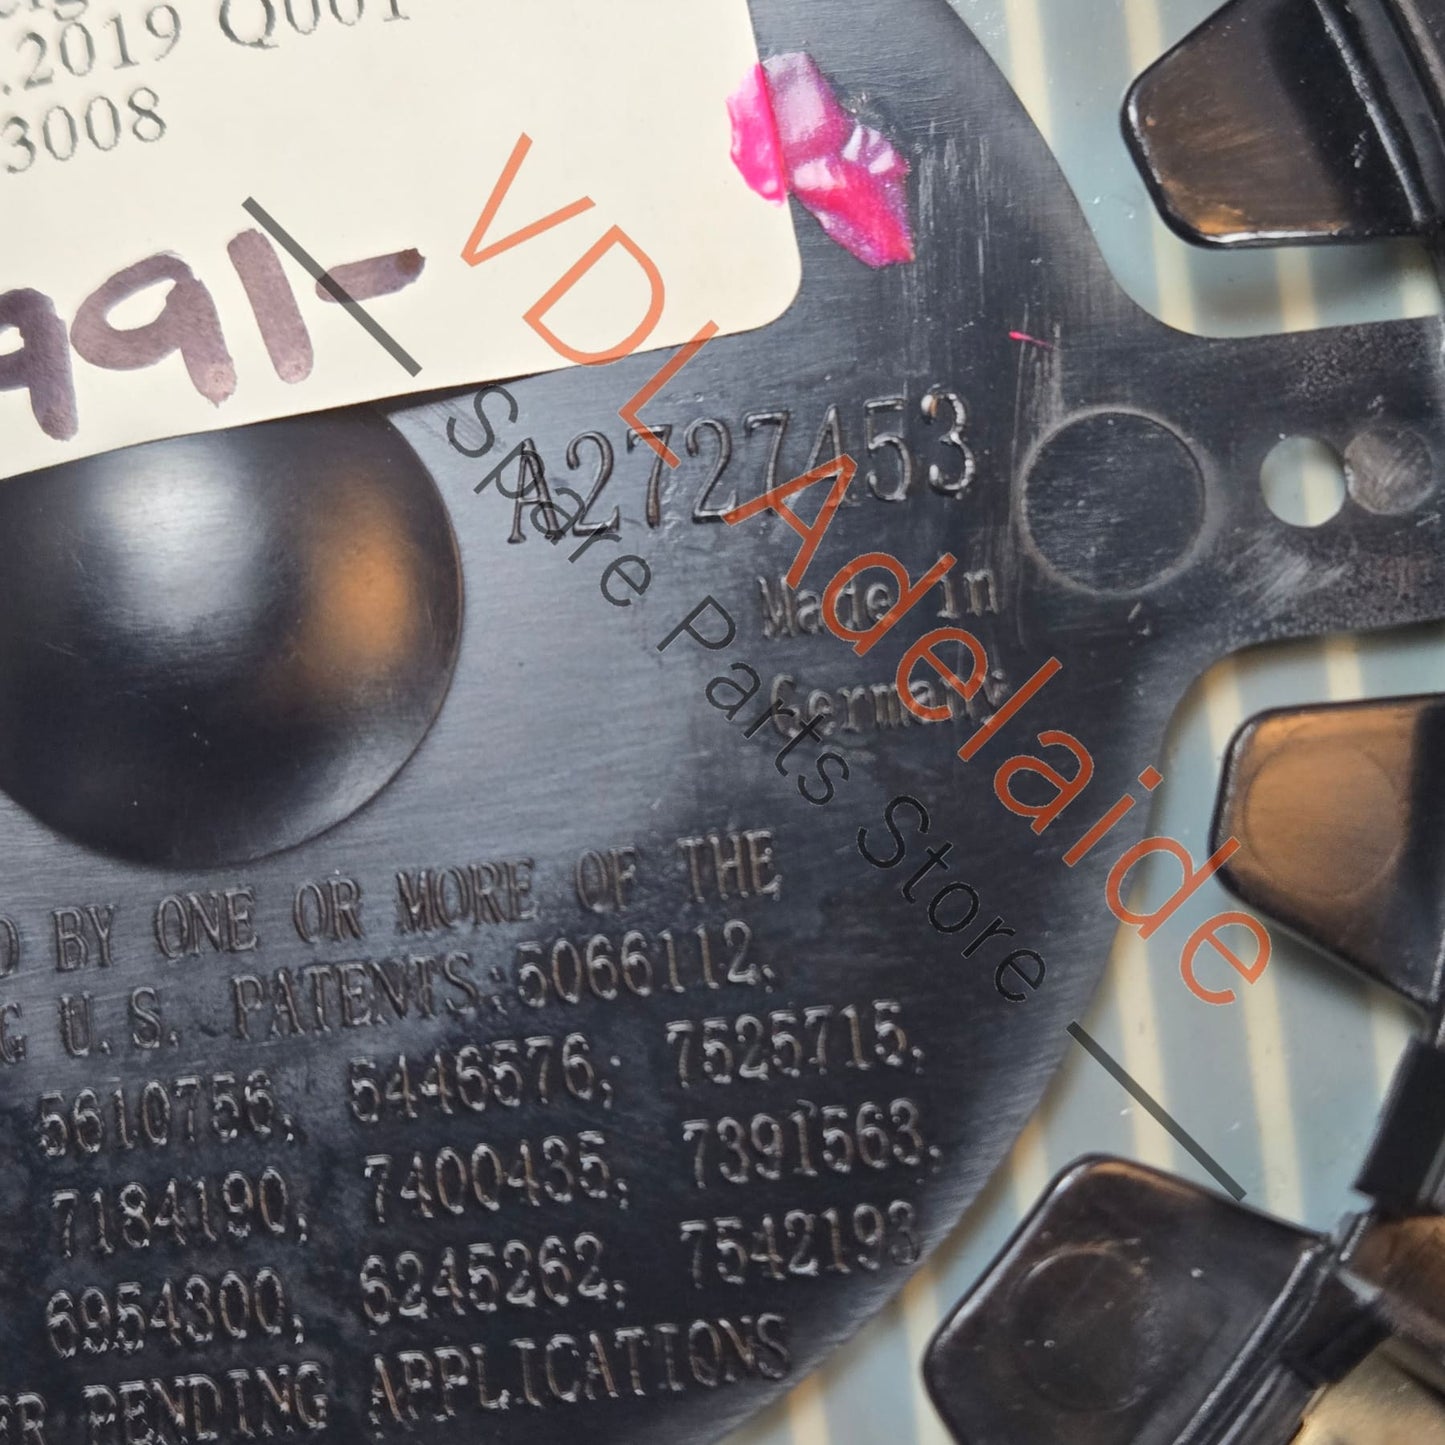 .2019 Q001
3008
991-
A2727453
Made in
Germany
BY ONE OR MORE OF THE
U.S. PATENTS:5066112,
5610756, 5446576, 7525715,
7184190, 7400435, 7391563,
6954300, 6245262, 7542193
PENDING APPLICATIONS
VDL Adelaide
Spare Parts Store